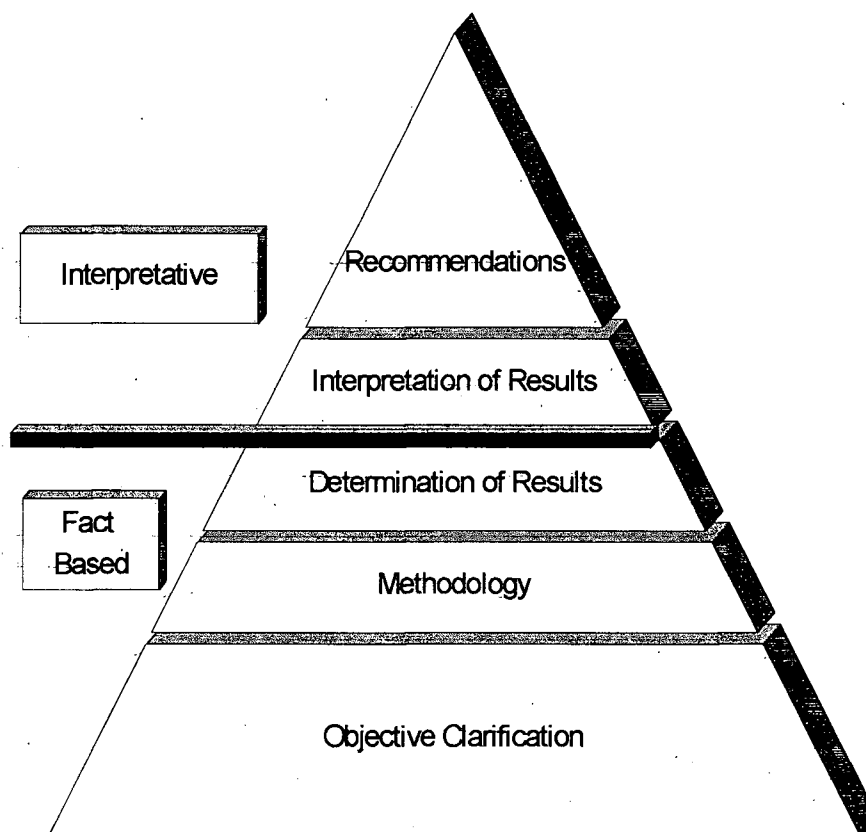 Recommendations
Interpretative
Interpretation of Results
Determination of Results
Fact
Based
Methodology
Objective Clarification